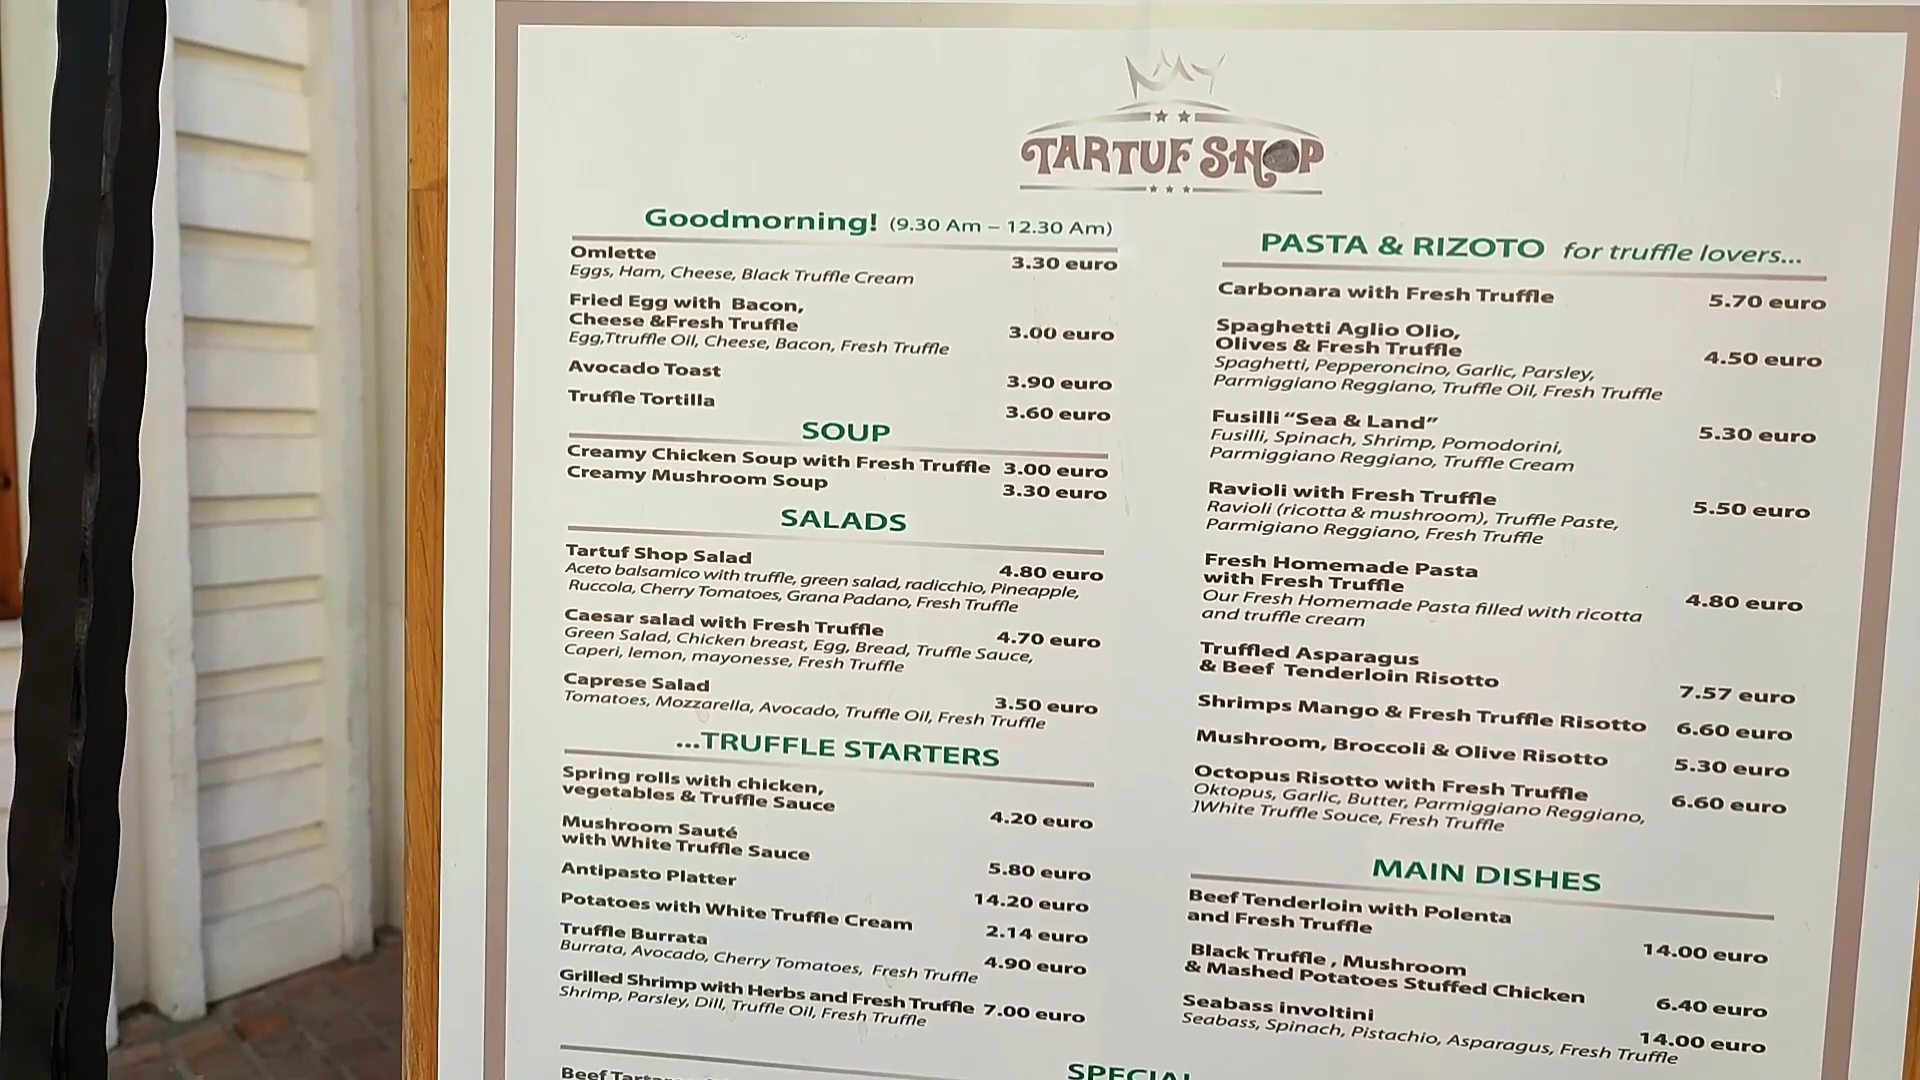 TARTUF SHOP
Goodmorning! (9.30 Am – 12.30 Am)
Omlette 3.30 euro
Eggs, Ham, Cheese, Black Truffle Cream
Fried Egg with Bacon,
Cheese &Fresh Truffle 3.00 euro
Egg,Ttruffle Oil, Cheese, Bacon, Fresh Truffle
Avocado Toast 3.90 euro
Truffle Tortilla 3.60 euro
SOUP
Creamy Chicken Soup with Fresh Truffle 3.00 euro
Creamy Mushroom Soup 3.30 euro
SALADS
Tartuf Shop Salad 4.80 euro
Aceto balsamico with truffle, green salad, radicchio, Pineapple,
Ruccola, Cherry Tomatoes, Grana Padano, Fresh Truffle
Caesar salad with Fresh Truffle 4.70 euro
Green Salad, Chicken breast, Egg, Bread, Truffle Sauce,
Caperi, lemon, mayonesse, Fresh Truffle
Caprese Salad 3.50 euro
Tomatoes, Mozzarella, Avocado, Truffle Oil, Fresh Truffle
...TRUFFLE STARTERS
Spring rolls with chicken,
vegetables & Truffle Sauce 4.20 euro
Mushroom Sauté
with White Truffle Sauce 5.80 euro
Antipasto Platter 14.20 euro
Potatoes with White Truffle Cream 2.14 euro
Truffle Burrata 4.90 euro
Burrata, Avocado, Cherry Tomatoes, Fresh Truffle
Grilled Shrimp with Herbs and Fresh Truffle 7.00 euro
Shrimp, Parsley, Dill, Truffle Oil, Fresh Truffle
PASTA & RIZOTO for truffle lovers...
Carbonara with Fresh Truffle 5.70 euro
Spaghetti Aglio Olio,
Olives & Fresh Truffle 4.50 euro
Spaghetti, Pepperoncino, Garlic, Parsley,
Parmiggiano Reggiano, Truffle Oil, Fresh Truffle
Fusilli "Sea & Land" 5.30 euro
Fusilli, Spinach, Shrimp, Pomodorini,
Parmiggiano Reggiano, Truffle Cream
Ravioli with Fresh Truffle 5.50 euro
Ravioli (ricotta & mushroom), Truffle Paste,
Parmigiano Reggiano, Fresh Truffle
Fresh Homemade Pasta
with Fresh Truffle 4.80 euro
Our Fresh Homemade Pasta filled with ricotta
and truffle cream
Truffled Asparagus
& Beef Tenderloin Risotto 7.57 euro
Shrimps Mango & Fresh Truffle Risotto 6.60 euro
Mushroom, Broccoli & Olive Risotto 5.30 euro
Octopus Risotto with Fresh Truffle 6.60 euro
Oktopus, Garlic, Butter, Parmiggiano Reggiano,
JWhite Truffle Souce, Fresh Truffle
MAIN DISHES
Beef Tenderloin with Polenta
and Fresh Truffle 14.00 euro
Black Truffle , Mushroom
& Mashed Potatoes Stuffed Chicken 6.40 euro
Seabass involtini 14.00 euro
Seabass, Spinach, Pistachio, Asparagus, Fresh Truffle
SPECIAL
Beef